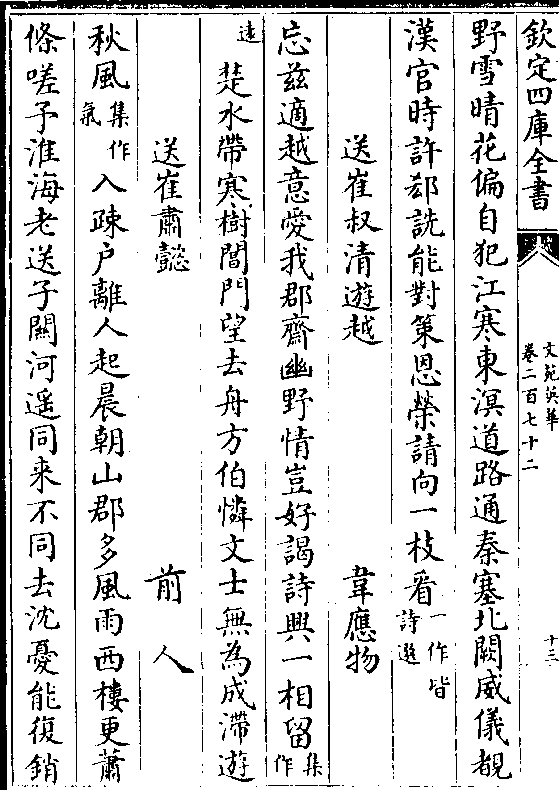 欽定四庫全書
文苑英華
卷二百七十二
十三
野雪晴花偏自犯江寒東溟道路通秦塞北闕威儀覩
漢官時許郄詵能對策恩榮請向一枝看一作皆詩選
送崔叔清遊越 韋應物
忘兹適越意愛我郡齋幽野情豈好謁詩興一相留集作
逺楚水帶寒樹閶門望去舟方伯憐文士無為成滯遊
送崔肅懿 前人
秋風集作氣入疎户離人起晨朝山郡多風雨西樓更蕭
條嗟予淮海老送子闗河遥同来不同去沈憂能復銷